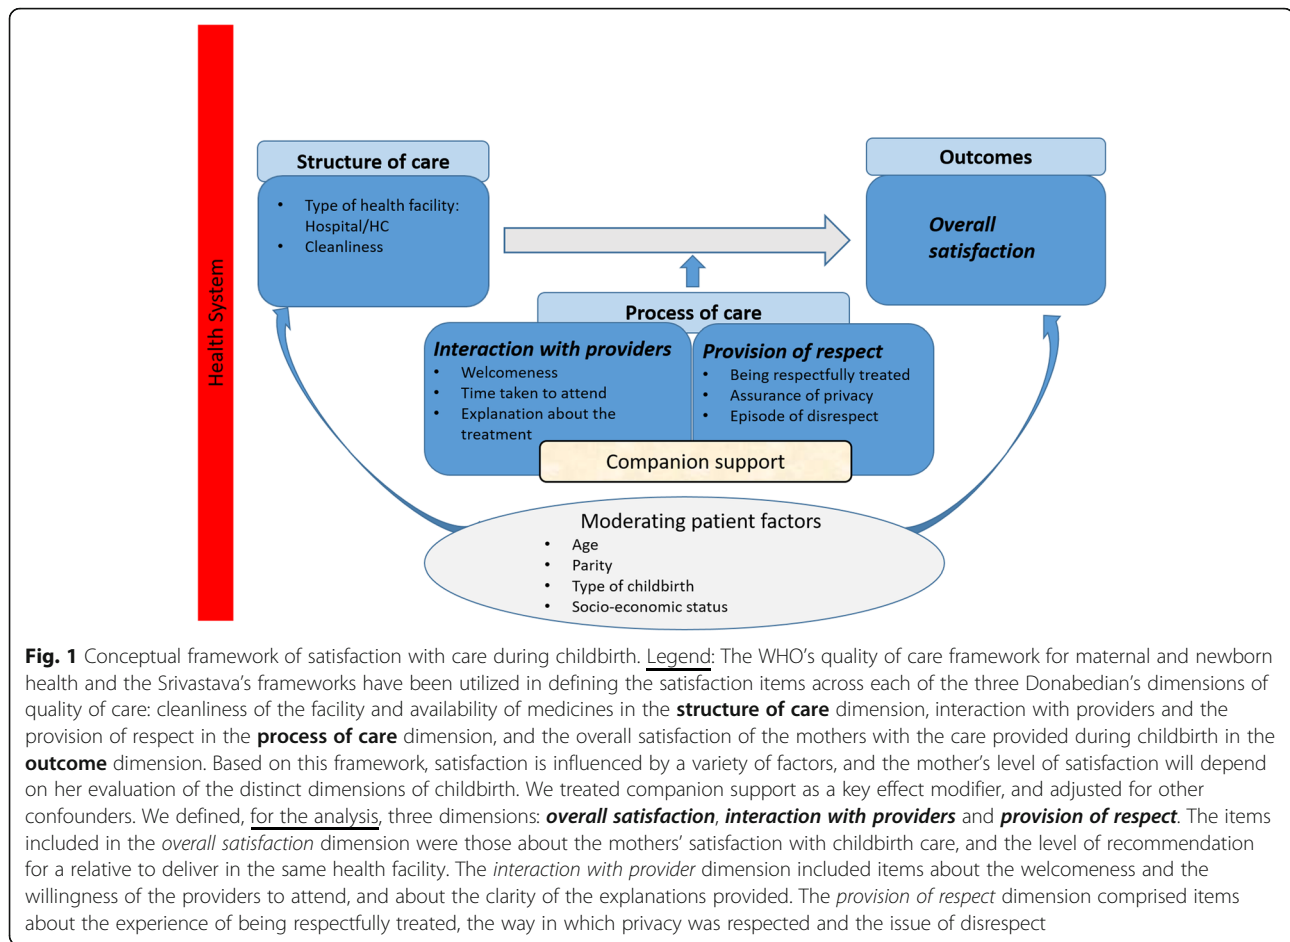 Health System
Structure of care
• Type of health facility:
Hospital/HC
• Cleanliness
Outcomes
Overall
satisfaction
Process of care
Interaction with providers
• Welcomeness
• Time taken to attend
• Explanation about the
treatment
Provision of respect
• Being respectfully treated
• Assurance of privacy
• Episode of disrespect
Companion support
Moderating patient factors
• Age
• Parity
• Type of childbirth
• Socio-economic status
Fig. 1 Conceptual framework of satisfaction with care during childbirth. Legend: The WHO's quality of care framework for maternal and newborn
health and the Srivastava's frameworks have been utilized in defining the satisfaction items across each of the three Donabedian's dimensions of
quality of care: cleanliness of the facility and availability of medicines in the structure of care dimension, interaction with providers and the
provision of respect in the process of care dimension, and the overall satisfaction of the mothers with the care provided during childbirth in the
outcome dimension. Based on this framework, satisfaction is influenced by a variety of factors, and the mother's level of satisfaction will depend
on her evaluation of the distinct dimensions of childbirth. We treated companion support as a key effect modifier, and adjusted for other
confounders. We defined, for the analysis, three dimensions: overall satisfaction, interaction with providers and provision of respect. The items
included in the overall satisfaction dimension were those about the mothers' satisfaction with childbirth care, and the level of recommendation
for a relative to deliver in the same health facility. The interaction with provider dimension included items about the welcomeness and the
willingness of the providers to attend, and about the clarity of the explanations provided. The provision of respect dimension comprised items
about the experience of being respectfully treated, the way in which privacy was respected and the issue of disrespect